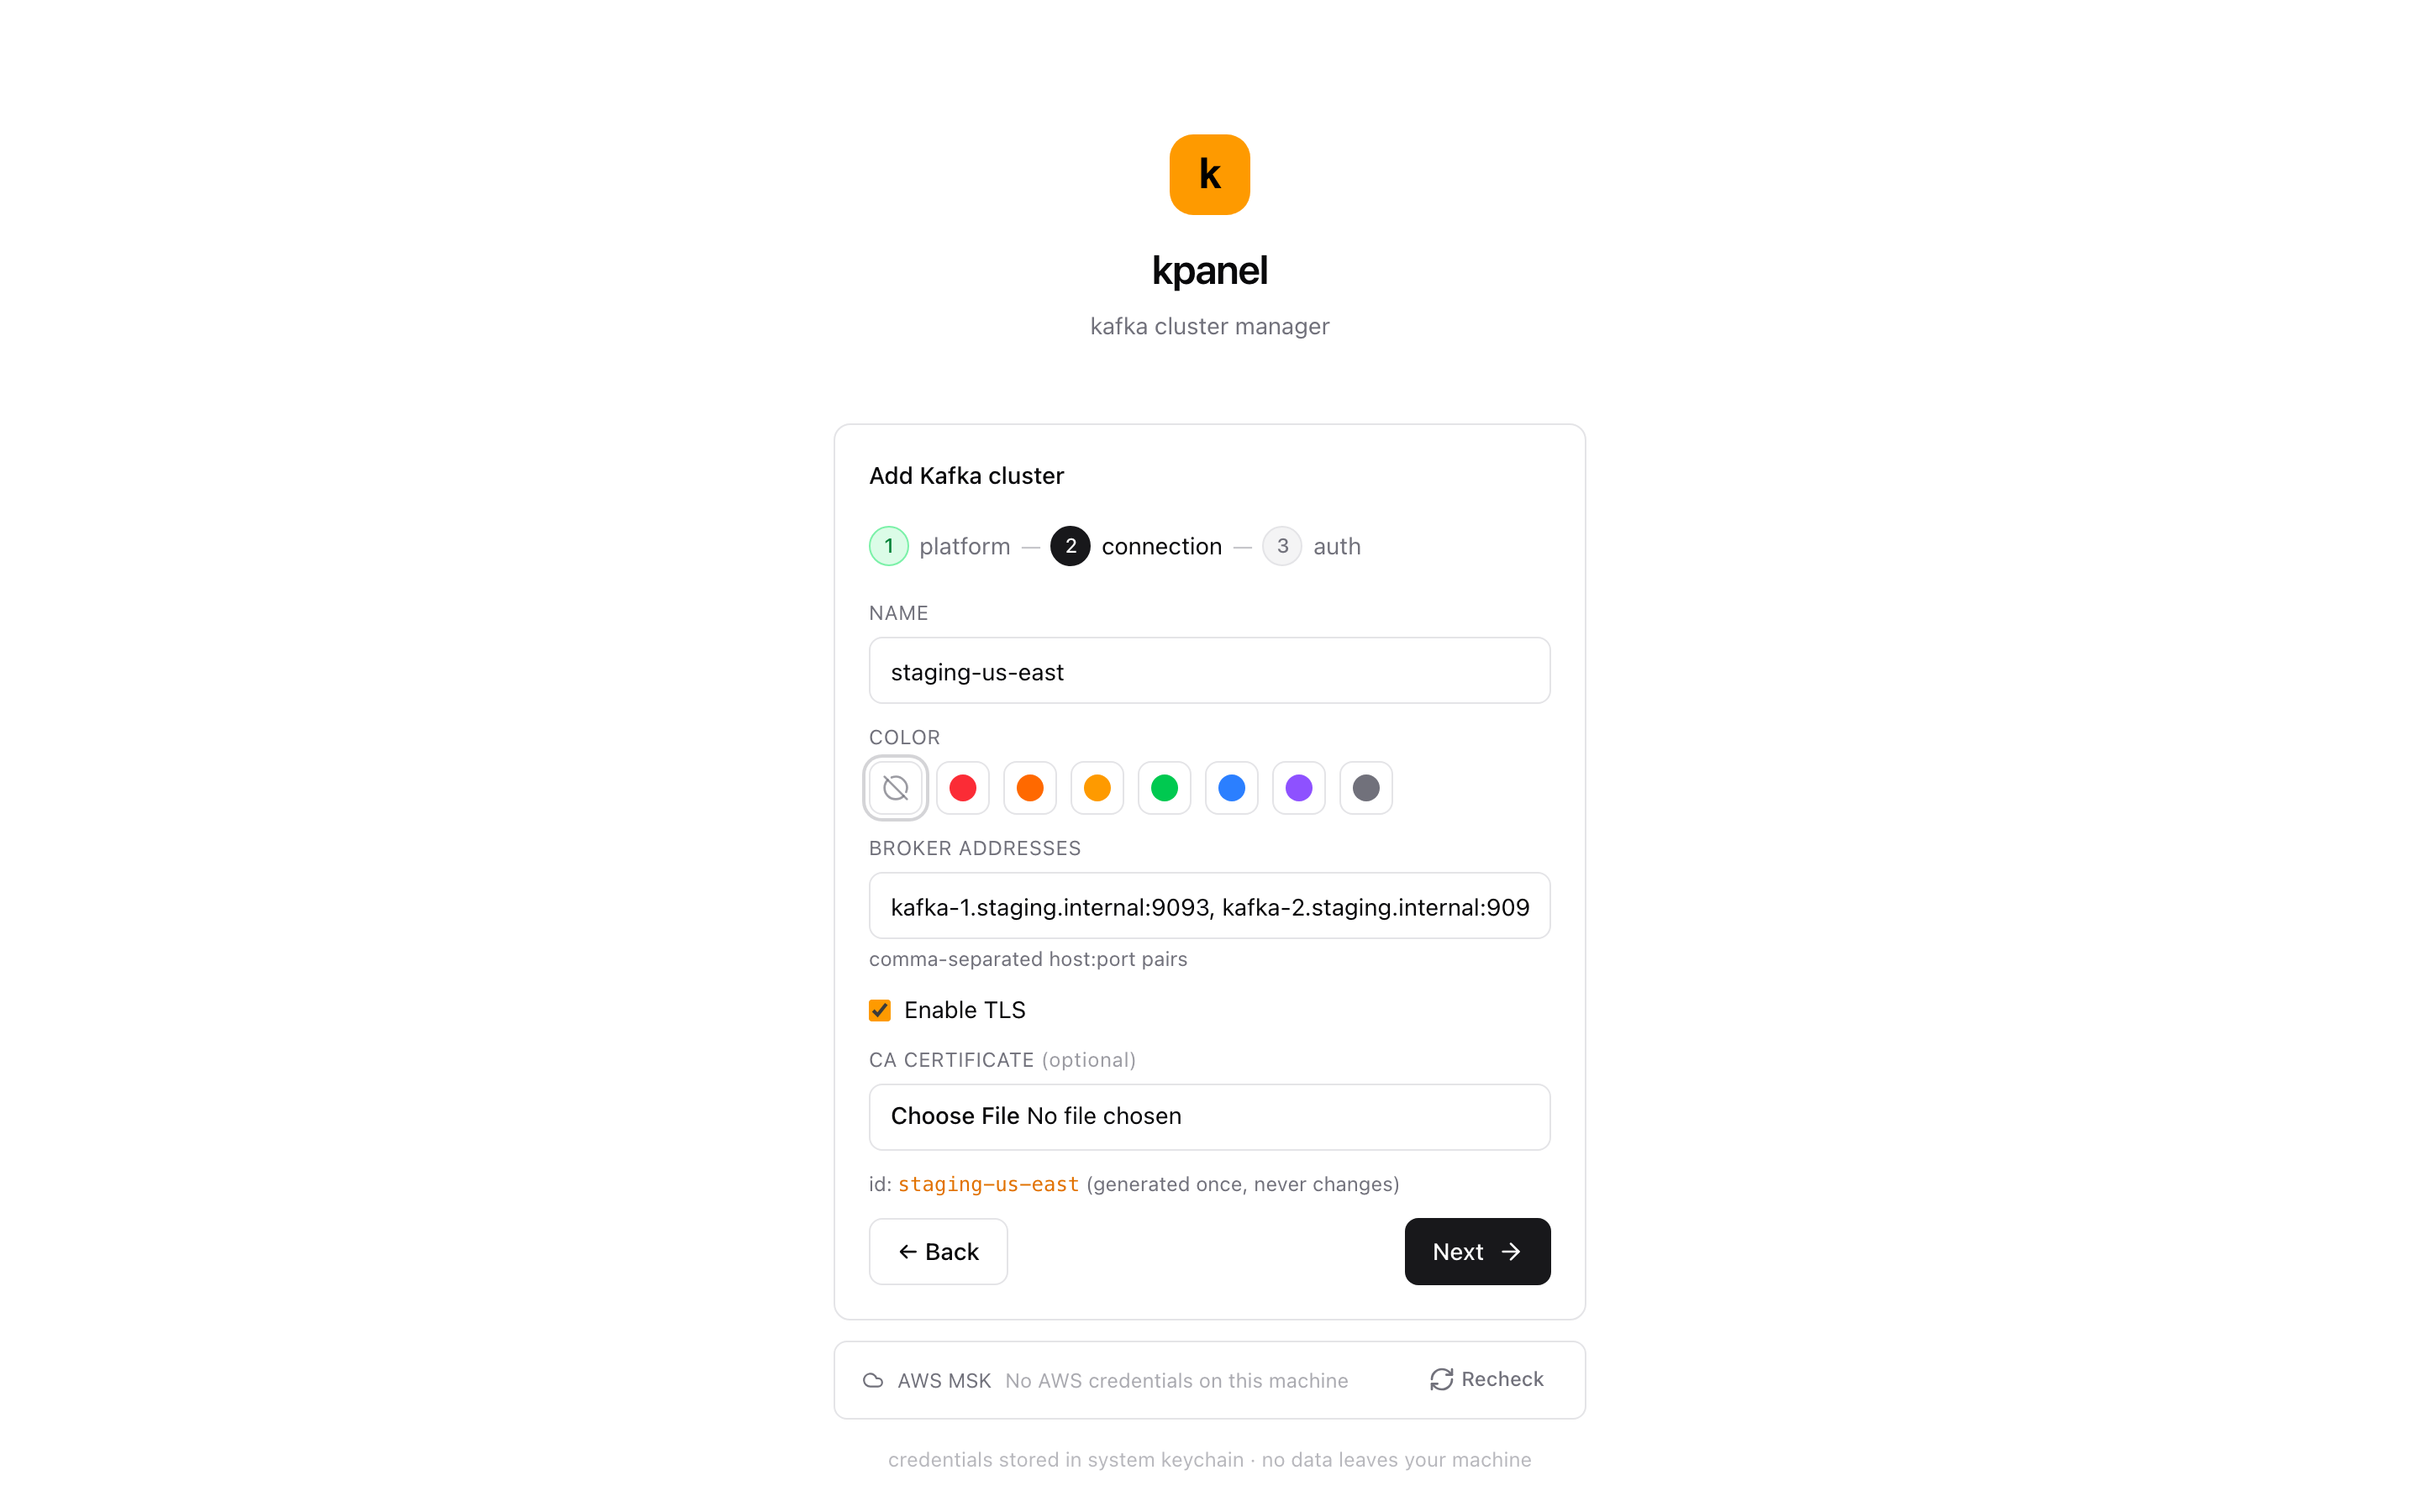 k
kpanel
kafka cluster manager
Add Kafka cluster
1 platform — 2 connection — 3 auth
NAME
staging-us-east
COLOR
BROKER ADDRESSES
kafka-1.staging.internal:9093, kafka-2.staging.internal:909
comma-separated host:port pairs
Enable TLS
CA CERTIFICATE (optional)
Choose File No file chosen
id: staging-us-east (generated once, never changes)
← Back
Next →
AWS MSK No AWS credentials on this machine
Recheck
credentials stored in system keychain · no data leaves your machine